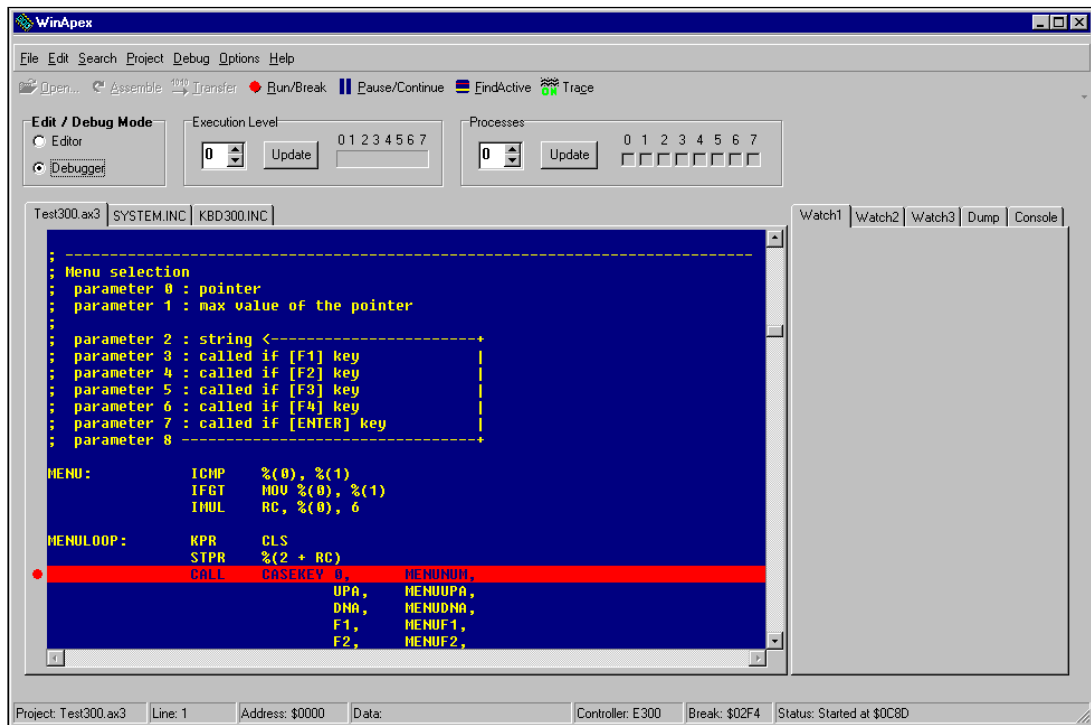 WinApex
File Edit Search Project Debug Options Help
Open... Assemble Transfer Run/Break Pause/Continue FindActive ON Trace
Edit / Debug Mode
Editor
Debugger
Execution Level
0 Update
0 1 2 3 4 5 6 7
Processes
0 Update
0 1 2 3 4 5 6 7
Test300.ax3 SYSTEM.INC KBD300.INC
Watch1 Watch2 Watch3 Dump Console
; -----------------------------------------------------------------------------
; Menu selection
;  parameter 0 : pointer
;  parameter 1 : max value of the pointer
;
;  parameter 2 : string <-----------------------+
;  parameter 3 : called if [F1] key             |
;  parameter 4 : called if [F2] key             |
;  parameter 5 : called if [F3] key             |
;  parameter 6 : called if [F4] key             |
;  parameter 7 : called if [ENTER] key          |
;  parameter 8 ---------------------------------+
MENU:           ICMP    %(0), %(1)
                IFGT    MOV %(0), %(1)
                IMUL    RC, %(0), 6
MENULOOP:       KPR     CLS
                STPR    %(2 + RC)
                CALL    CASEKEY 0,      MENUNUM,
                                UPA,    MENUUPA,
                                DNA,    MENUDNA,
                                F1,     MENUF1,
                                F2,     MENUF2,
Project: Test300.ax3 Line: 1 Address: $0000 Data: Controller: E300 Break: $02F4 Status: Started at $0C8D